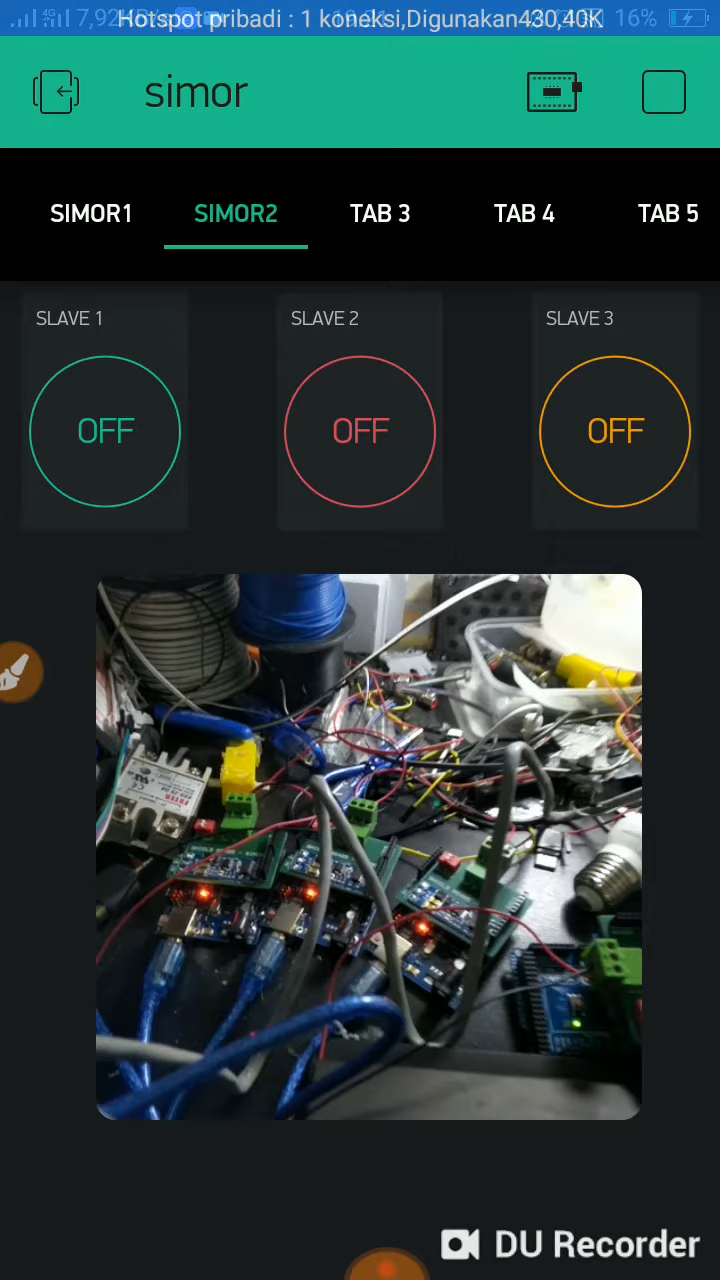 Hotspot pribadi : 1 koneksi,Digunakan430,40K
16%
simor
SIMOR1 SIMOR2 TAB 3 TAB 4 TAB 5
SLAVE 1 SLAVE 2 SLAVE 3
OFF OFF OFF
DU Recorder